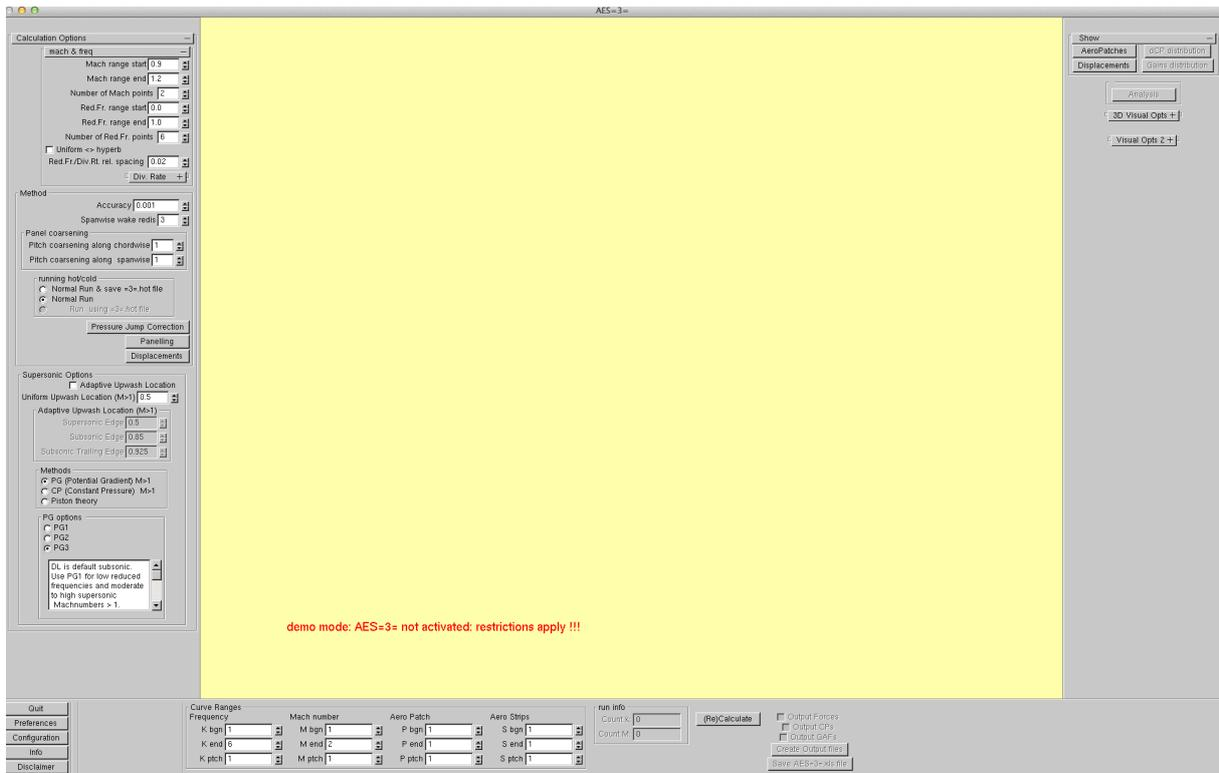 AES=3=
Calculation Options
mach & freq
Mach range start 0.9
Mach range end 1.2
Number of Mach points 2
Red.Fr. range start 0.0
Red.Fr. range end 1.0
Number of Red.Fr. points 6
Uniform <> hyperb
Red.Fr./Div.Rt. rel. spacing 0.02
Div. Rate +
Method
Accuracy 0.001
Spanwise wake redis 3
Panel coarsening
Pitch coarsening along chordwise 1
Pitch coarsening along spanwise 1
running hot/cold
Normal Run & save =3=.hot file
Normal Run
Run using =3=.hot file
Pressure Jump Correction
Panelling
Displacements
Supersonic Options
Adaptive Upwash Location
Uniform Upwash Location (M>1) 0.5
Adaptive Upwash Location (M>1)
Supersonic Edge 0.5
Subsonic Edge 0.85
Subsonic Trailing Edge 0.925
Methods
PG (Potential Gradient) M>1
CP (Constant Pressure) M>1
Piston theory
PG options
PG1
PG2
PG3
DL is default subsonic.
Use PG1 for low reduced
frequencies and moderate
to high supersonic
Machnumbers > 1.
demo mode: AES=3= not activated: restrictions apply !!!
Show
AeroPatches dCP distribution
Displacements Gains distribution
Analysis
3D Visual Opts +
Visual Opts 2 +
Quit
Preferences
Configuration
Info
Disclaimer
Curve Ranges
Frequency Mach number Aero Patch Aero Strips
K bgn 1 M bgn 1 P bgn 1 S bgn 1
K end 6 M end 2 P end 1 S end 1
K ptch 1 M ptch 1 P ptch 1 S ptch 1
run info
Count k: 0
Count M: 0
(Re)Calculate
Output Forces
Output CPs
Output GAFs
Create Output files
Save AES=3=.xls file